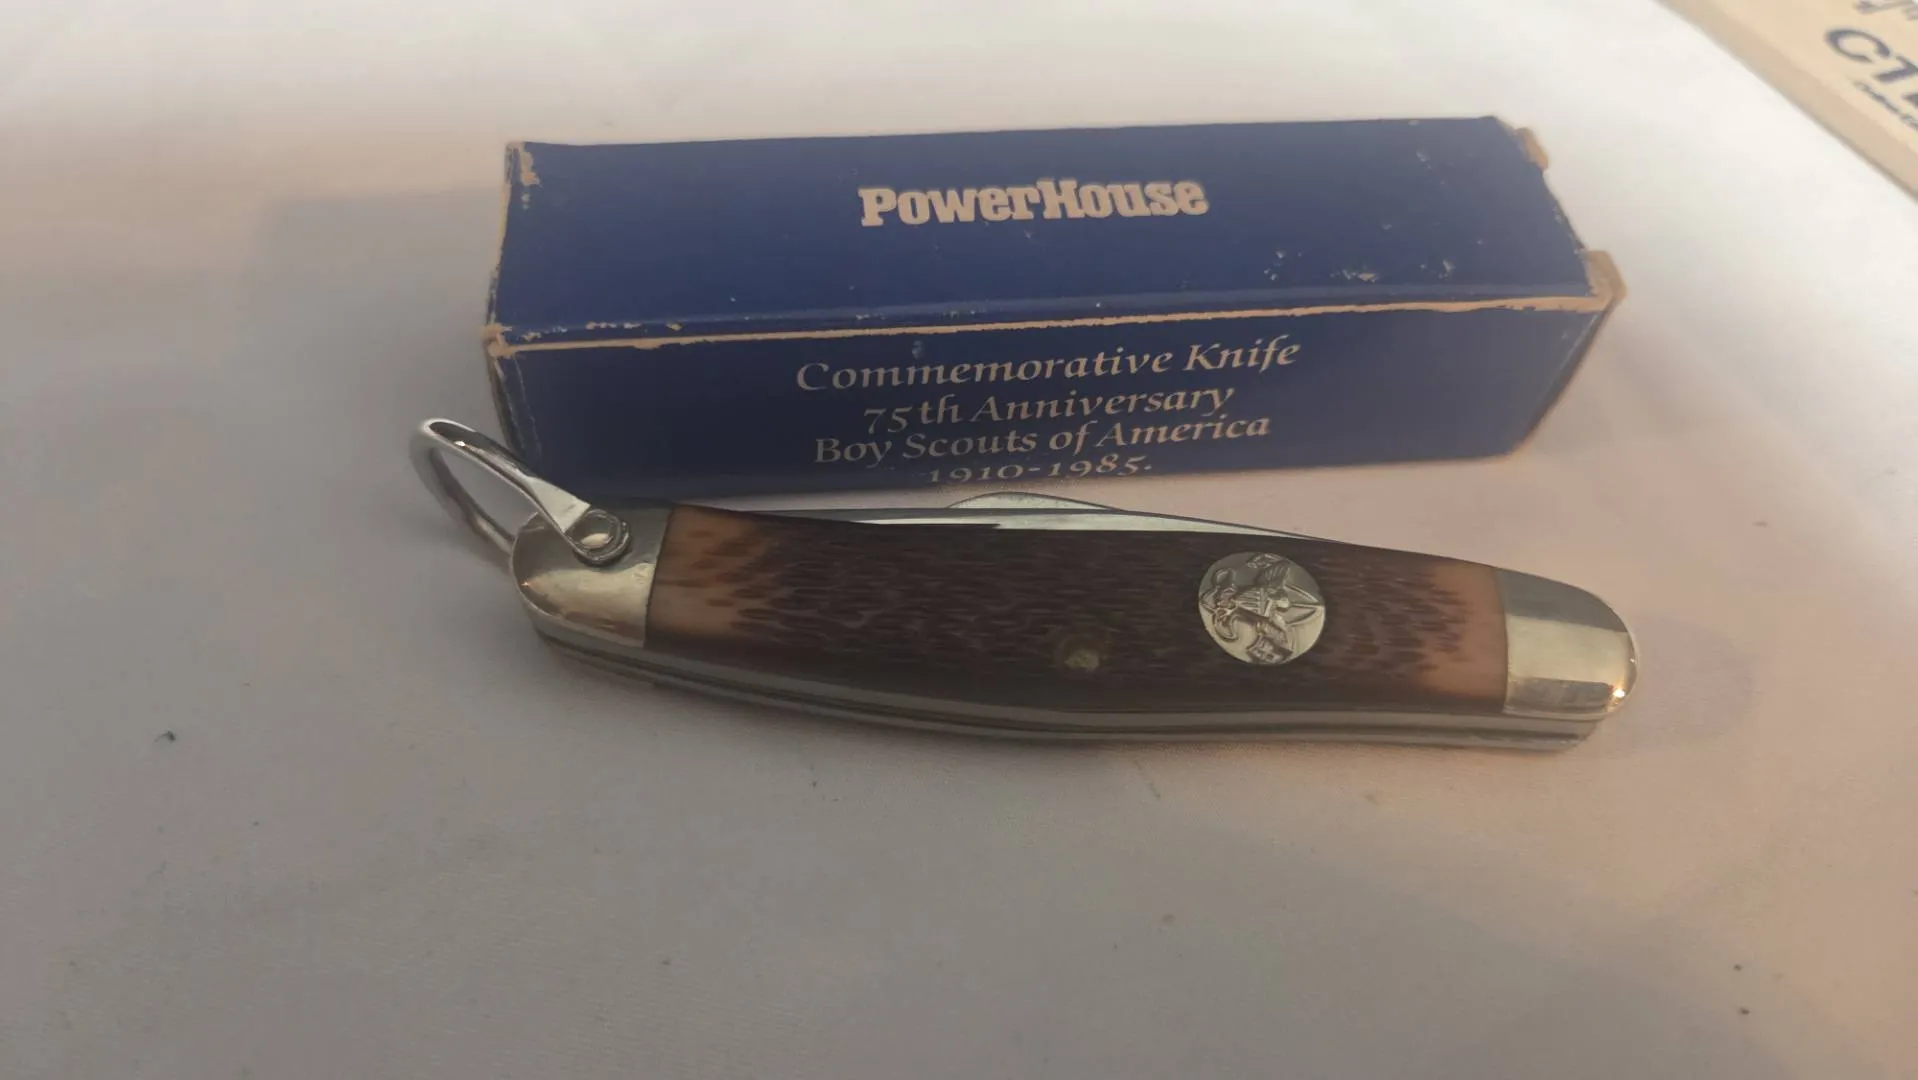 PowerHouse
Commemorative Knife
75th Anniversary
Boy Scouts of America
1910-1985.